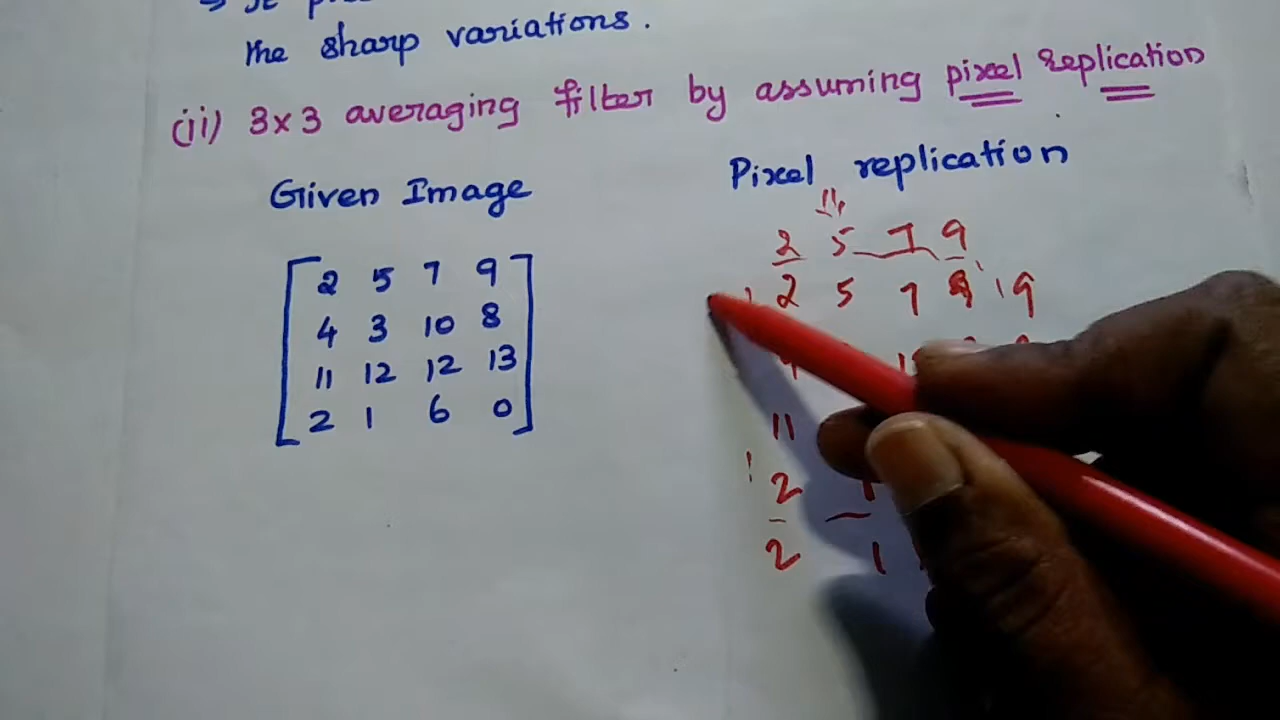 the sharp variations.
(ii) 3x3 averaging filter by assuming pixel replication
Given Image
Pixel replication
2 5 7 9
4 3 10 8
11 12 12 13
2 1 6 0
2 5 7 9
2 5 7 9 9
11
2 1
2 1